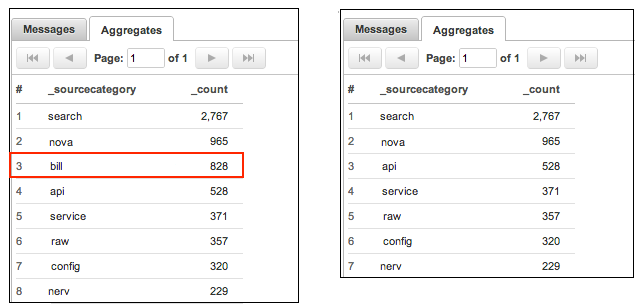 Messages Aggregates
Page: 1 of 1
# _sourcecategory _count
1 search 2,767
2 nova 965
3 bill 828
4 api 528
5 service 371
6 raw 357
7 config 320
8 nerv 229
Messages Aggregates
Page: 1 of 1
# _sourcecategory _count
1 search 2,767
2 nova 965
3 api 528
4 service 371
5 raw 357
6 config 320
7 nerv 229